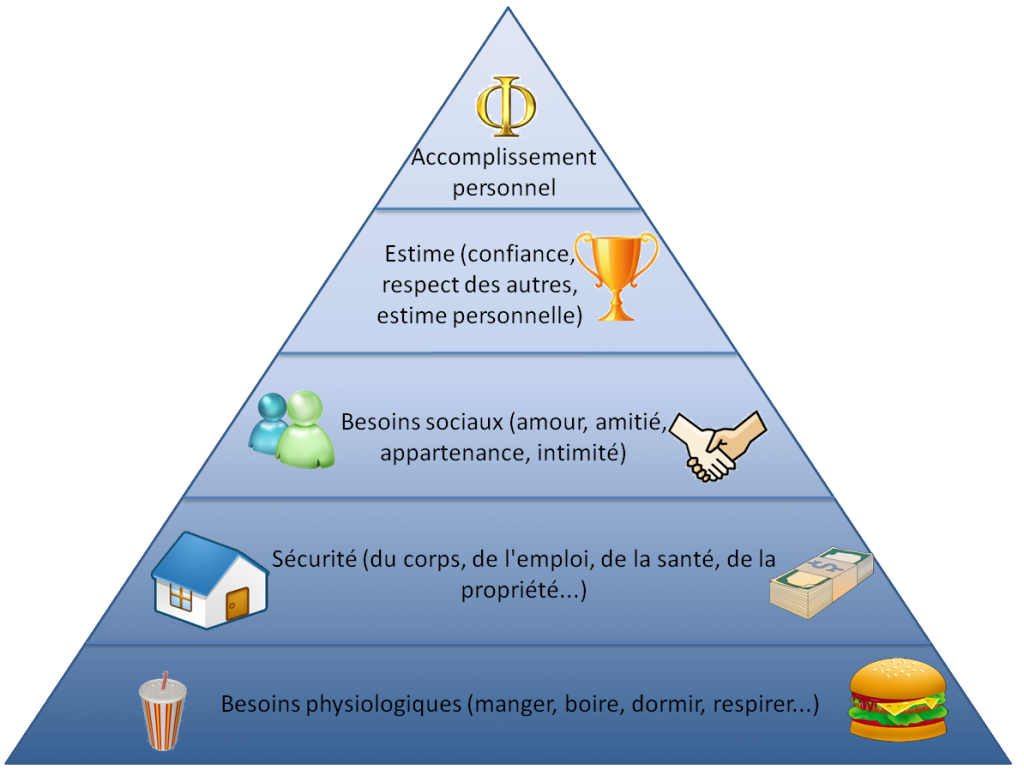 Φ
Accomplissement
personnel
Estime (confiance,
respect des autres,
estime personnelle)
Besoins sociaux (amour, amitié,
appartenance, intimité)
Sécurité (du corps, de l'emploi, de la santé, de la
propriété...)
Besoins physiologiques (manger, boire, dormir, respirer...)